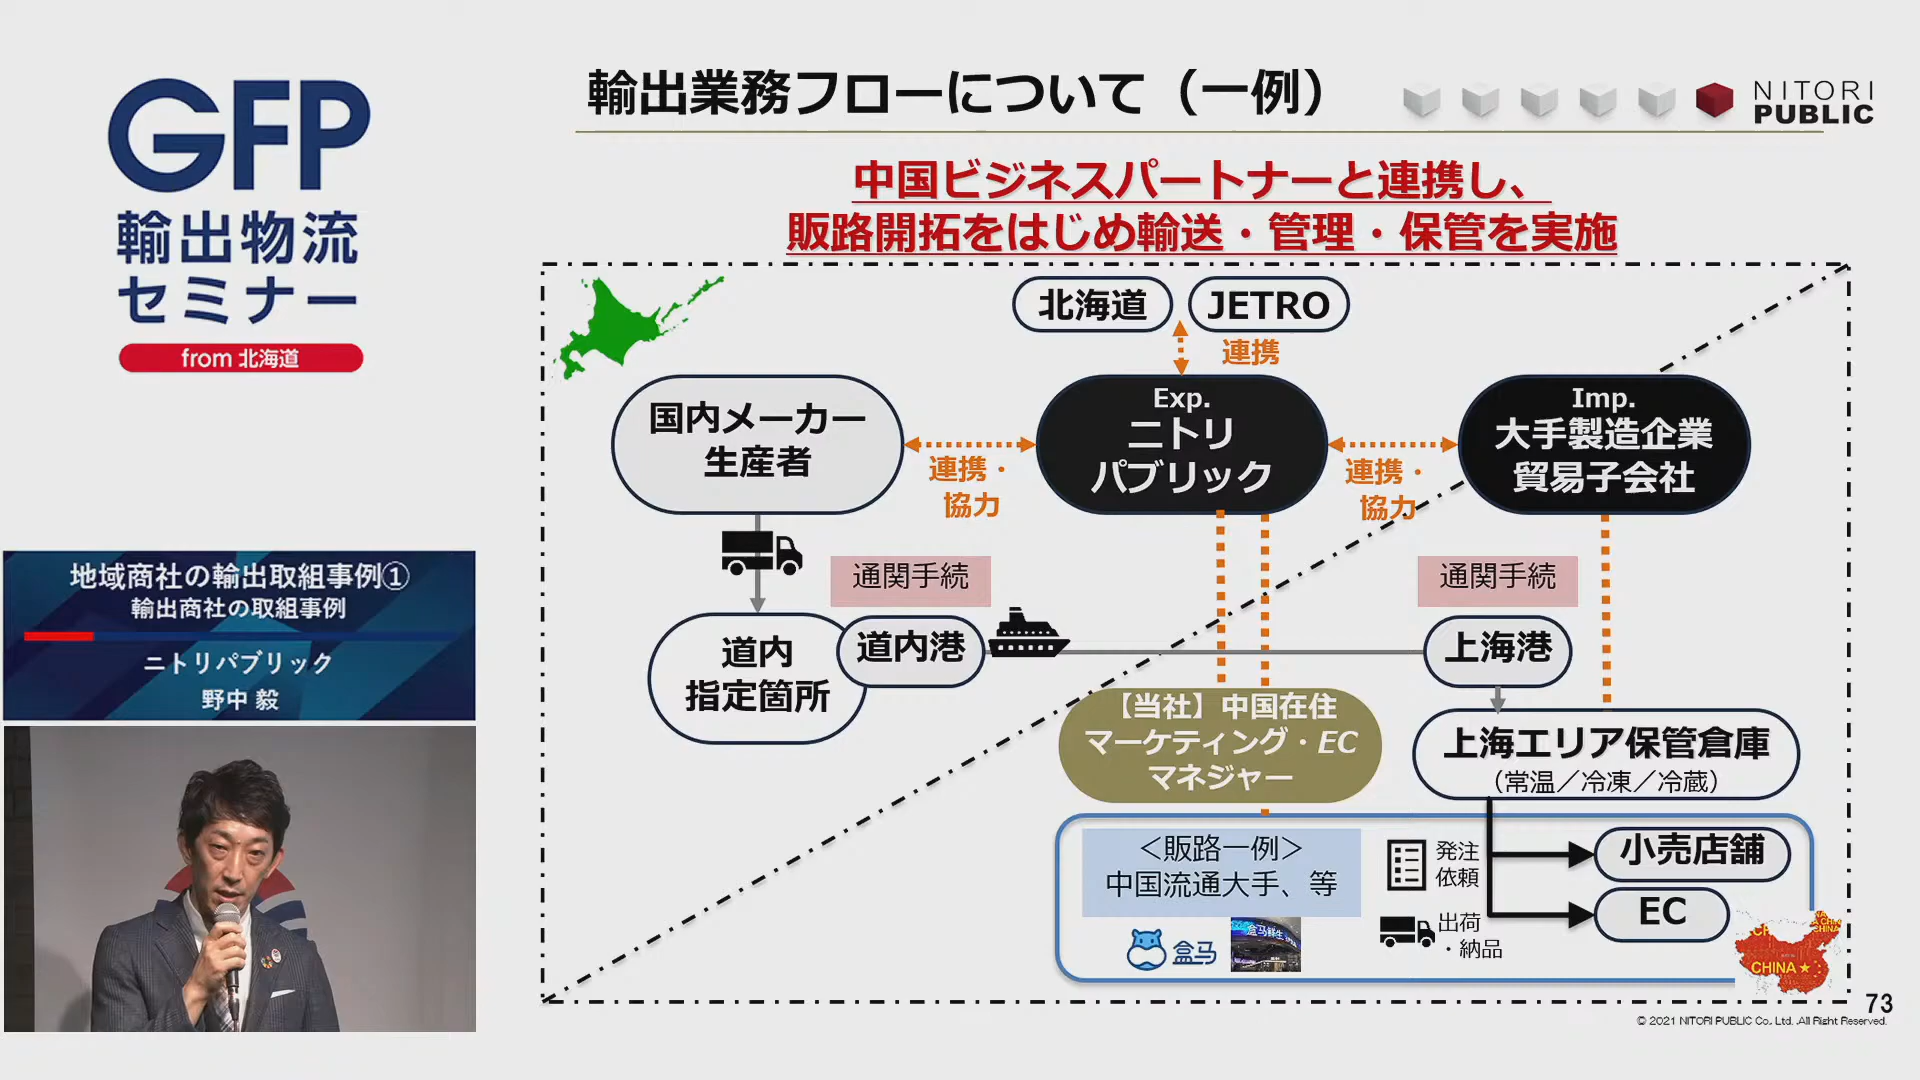 GFP
輸出物流
セミナー
from 北海道
地域商社の輸出取組事例①
輸出商社の取組事例
ニトリパブリック
野中 毅
輸出業務フローについて（一例）
NITORI
PUBLIC
中国ビジネスパートナーと連携し、
販路開拓をはじめ輸送・管理・保管を実施
北海道
JETRO
連携
国内メーカー
生産者
連携・
協力
Exp.
ニトリ
パブリック
連携・
協力
Imp.
大手製造企業
貿易子会社
通関手続
通関手続
道内
指定箇所
道内港
上海港
【当社】中国在住
マーケティング・EC
マネジャー
上海エリア保管倉庫
（常温／冷凍／冷蔵）
＜販路一例＞
中国流通大手、等
盒马
盒马鲜生
発注
依頼
出荷
・納品
小売店舗
EC
CHINA
73
© 2021 NITORI PUBLIC Co., Ltd. All Right Reserved.